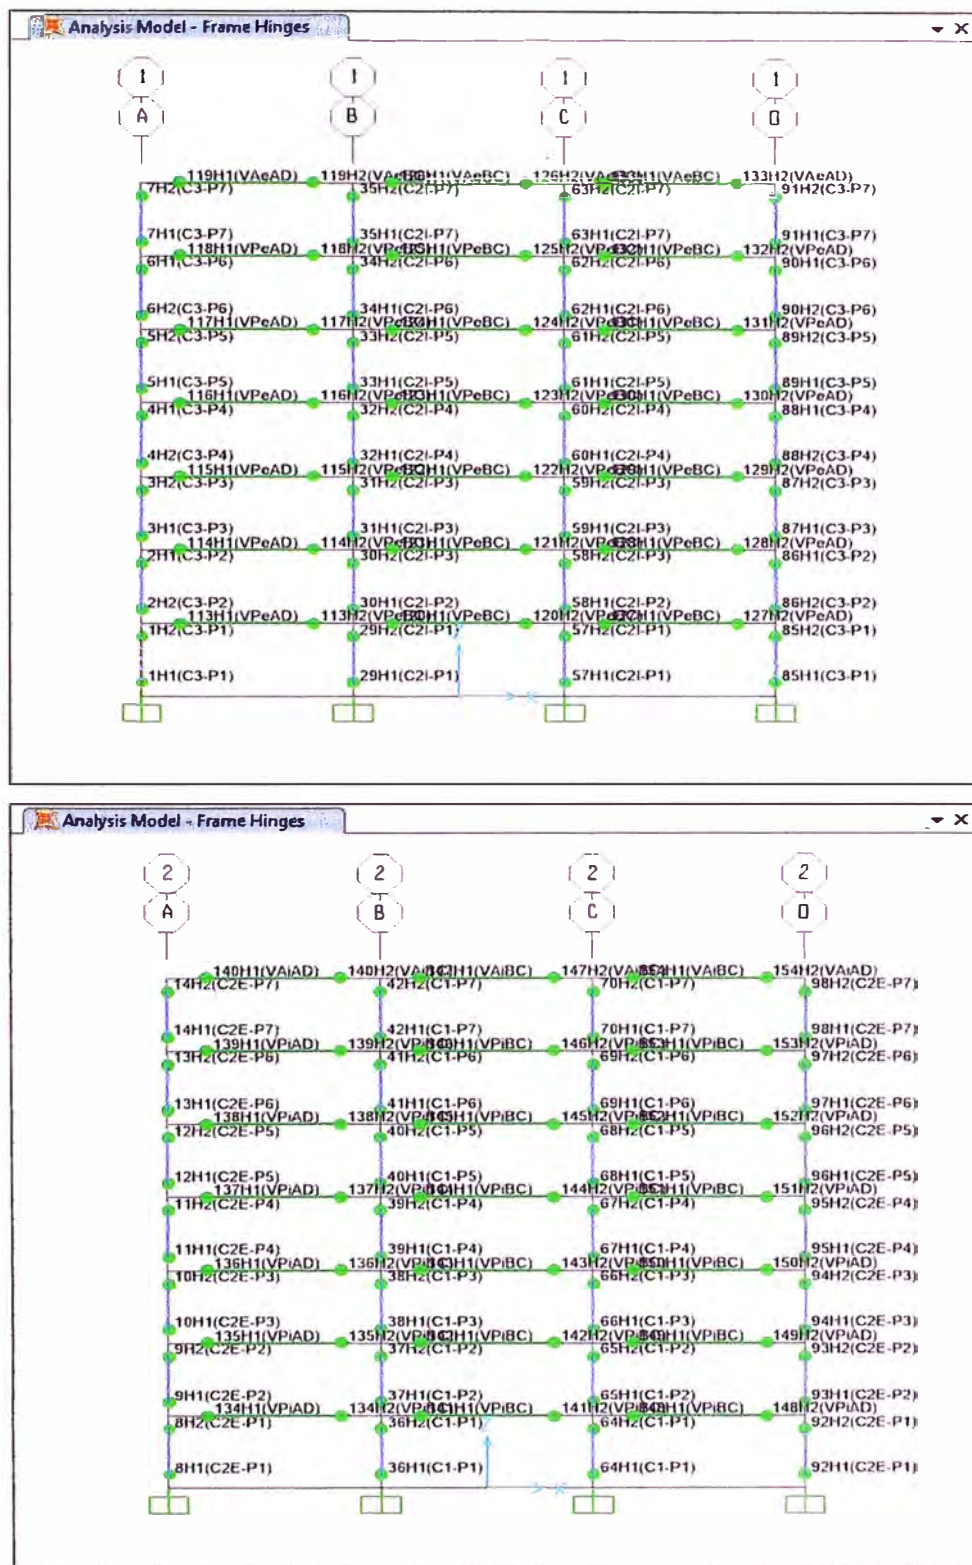 Analysis Model - Frame Hinges
1 1 1 1
A B C D
119H1(VAeAD) 133H2(VAeAD)
7H2(C3-P7) 35H2(C2I-P7) 63H2(C2I-P7) 91H2(C3-P7)
7H1(C3-P7) 35H1(C2I-P7) 63H1(C2I-P7) 91H1(C3-P7)
118H1(VPeAD) 132H2(VPeAD)
6H1(C3-P6) 34H2(C2I-P6) 62H2(C2I-P6) 90H1(C3-P6)
6H2(C3-P6) 34H1(C2I-P6) 62H1(C2I-P6) 90H2(C3-P6)
117H1(VPeAD) 131H2(VPeAD)
5H2(C3-P5) 33H2(C2I-P5) 61H2(C2I-P5) 89H2(C3-P5)
5H1(C3-P5) 33H1(C2I-P5) 61H1(C2I-P5) 89H1(C3-P5)
116H1(VPeAD) 130H2(VPeAD)
4H1(C3-P4) 32H2(C2I-P4) 60H2(C2I-P4) 88H1(C3-P4)
4H2(C3-P4) 32H1(C2I-P4) 60H1(C2I-P4) 88H2(C3-P4)
115H1(VPeAD) 129H2(VPeAD)
3H2(C3-P3) 31H2(C2I-P3) 59H2(C2I-P3) 87H2(C3-P3)
3H1(C3-P3) 31H1(C2I-P3) 59H1(C2I-P3) 87H1(C3-P3)
114H1(VPeAD) 128H2(VPeAD)
2H1(C3-P2) 30H2(C2I-P3) 58H2(C2I-P3) 86H1(C3-P2)
2H2(C3-P2) 30H1(C2I-P2) 58H1(C2I-P2) 86H2(C3-P2)
113H1(VPeAD) 127H2(VPeAD)
1H2(C3-P1) 29H2(C2I-P1) 57H2(C2I-P1) 85H2(C3-P1)
1H1(C3-P1) 29H1(C2I-P1) 57H1(C2I-P1) 85H1(C3-P1)
X
Analysis Model - Frame Hinges
2 2 2 2
A B C D
140H1(VAiAD) 154H2(VAiAD)
14H2(C2E-P7) 42H2(C1-P7) 70H2(C1-P7) 98H2(C2E-P7)
14H1(C2E-P7) 42H1(C1-P7) 70H1(C1-P7) 98H1(C2E-P7)
139H1(VPiAD) 153H2(VPiAD)
13H2(C2E-P6) 41H2(C1-P6) 69H2(C1-P6) 97H2(C2E-P6)
13H1(C2E-P6) 41H1(C1-P6) 69H1(C1-P6) 97H1(C2E-P6)
138H1(VPiAD) 152H2(VPiAD)
12H2(C2E-P5) 40H2(C1-P5) 68H2(C1-P5) 96H2(C2E-P5)
12H1(C2E-P5) 40H1(C1-P5) 68H1(C1-P5) 96H1(C2E-P5)
137H1(VPiAD) 151H2(VPiAD)
11H2(C2E-P4) 39H2(C1-P4) 67H2(C1-P4) 95H2(C2E-P4)
11H1(C2E-P4) 39H1(C1-P4) 67H1(C1-P4) 95H1(C2E-P4)
136H1(VPiAD) 150H2(VPiAD)
10H2(C2E-P3) 38H2(C1-P3) 66H2(C1-P3) 94H2(C2E-P3)
10H1(C2E-P3) 38H1(C1-P3) 66H1(C1-P3) 94H1(C2E-P3)
135H1(VPiAD) 149H2(VPiAD)
9H2(C2E-P2) 37H2(C1-P2) 65H2(C1-P2) 93H2(C2E-P2)
9H1(C2E-P2) 37H1(C1-P2) 65H1(C1-P2) 93H1(C2E-P2)
134H1(VPiAD) 148H2(VPiAD)
8H2(C2E-P1) 36H2(C1-P1) 64H2(C1-P1) 92H2(C2E-P1)
8H1(C2E-P1) 36H1(C1-P1) 64H1(C1-P1) 92H1(C2E-P1)
X